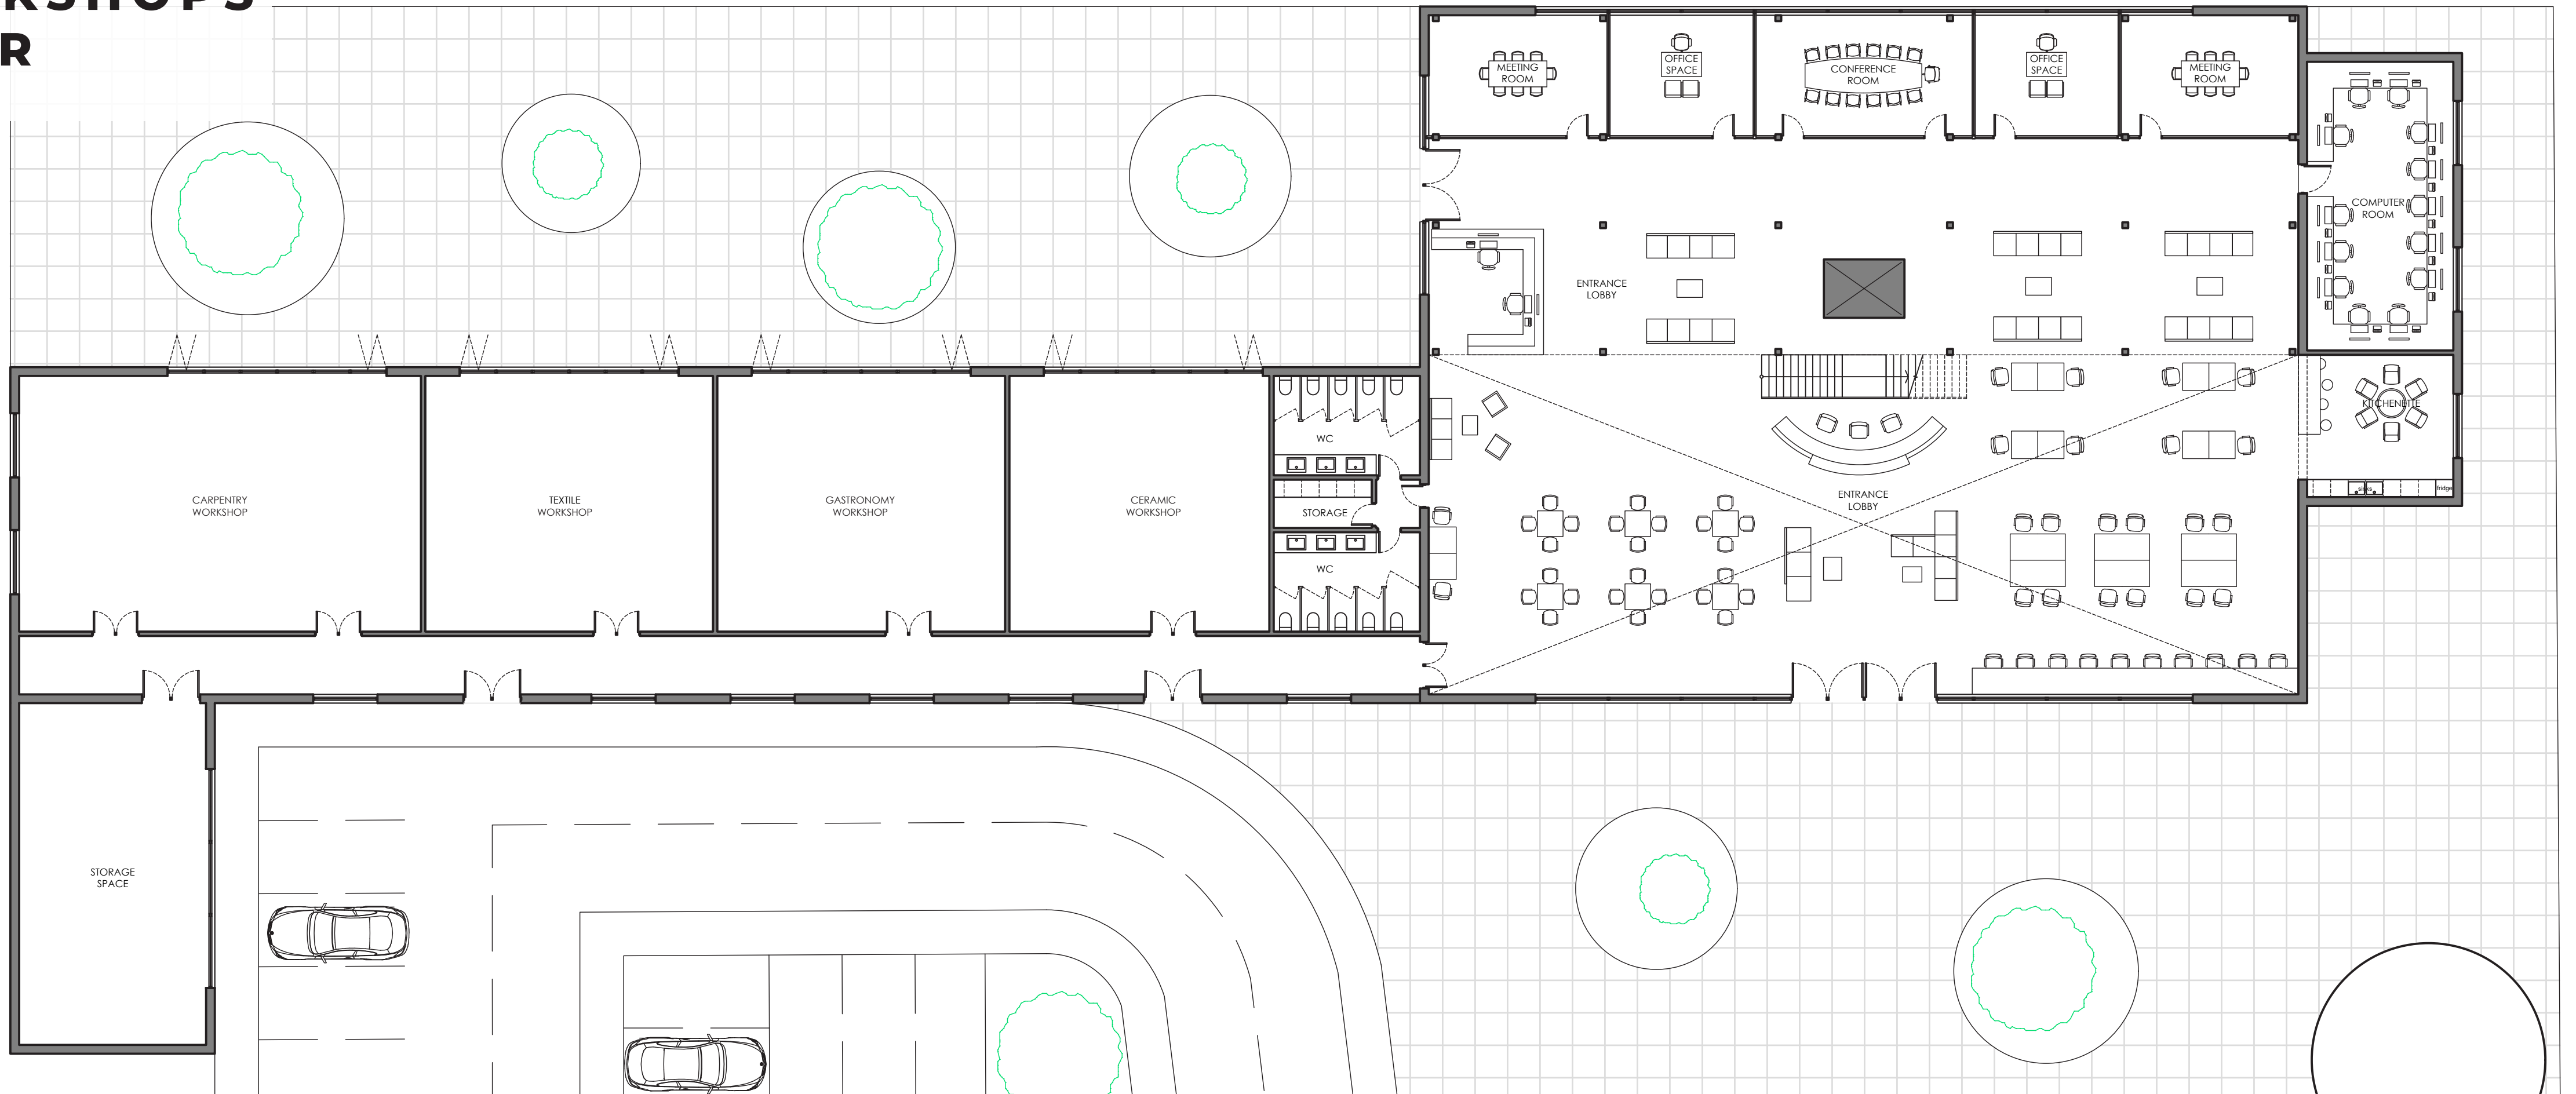 R
MEETING
ROOM
OFFICE
SPACE
CONFERENCE
ROOM
OFFICE
SPACE
MEETING
ROOM
COMPUTER
ROOM
ENTRANCE
LOBBY
KITCHENETTE
WC
CARPENTRY
WORKSHOP
TEXTILE
WORKSHOP
GASTRONOMY
WORKSHOP
CERAMIC
WORKSHOP
STORAGE
ENTRANCE
LOBBY
fridge
WC
STORAGE
SPACE